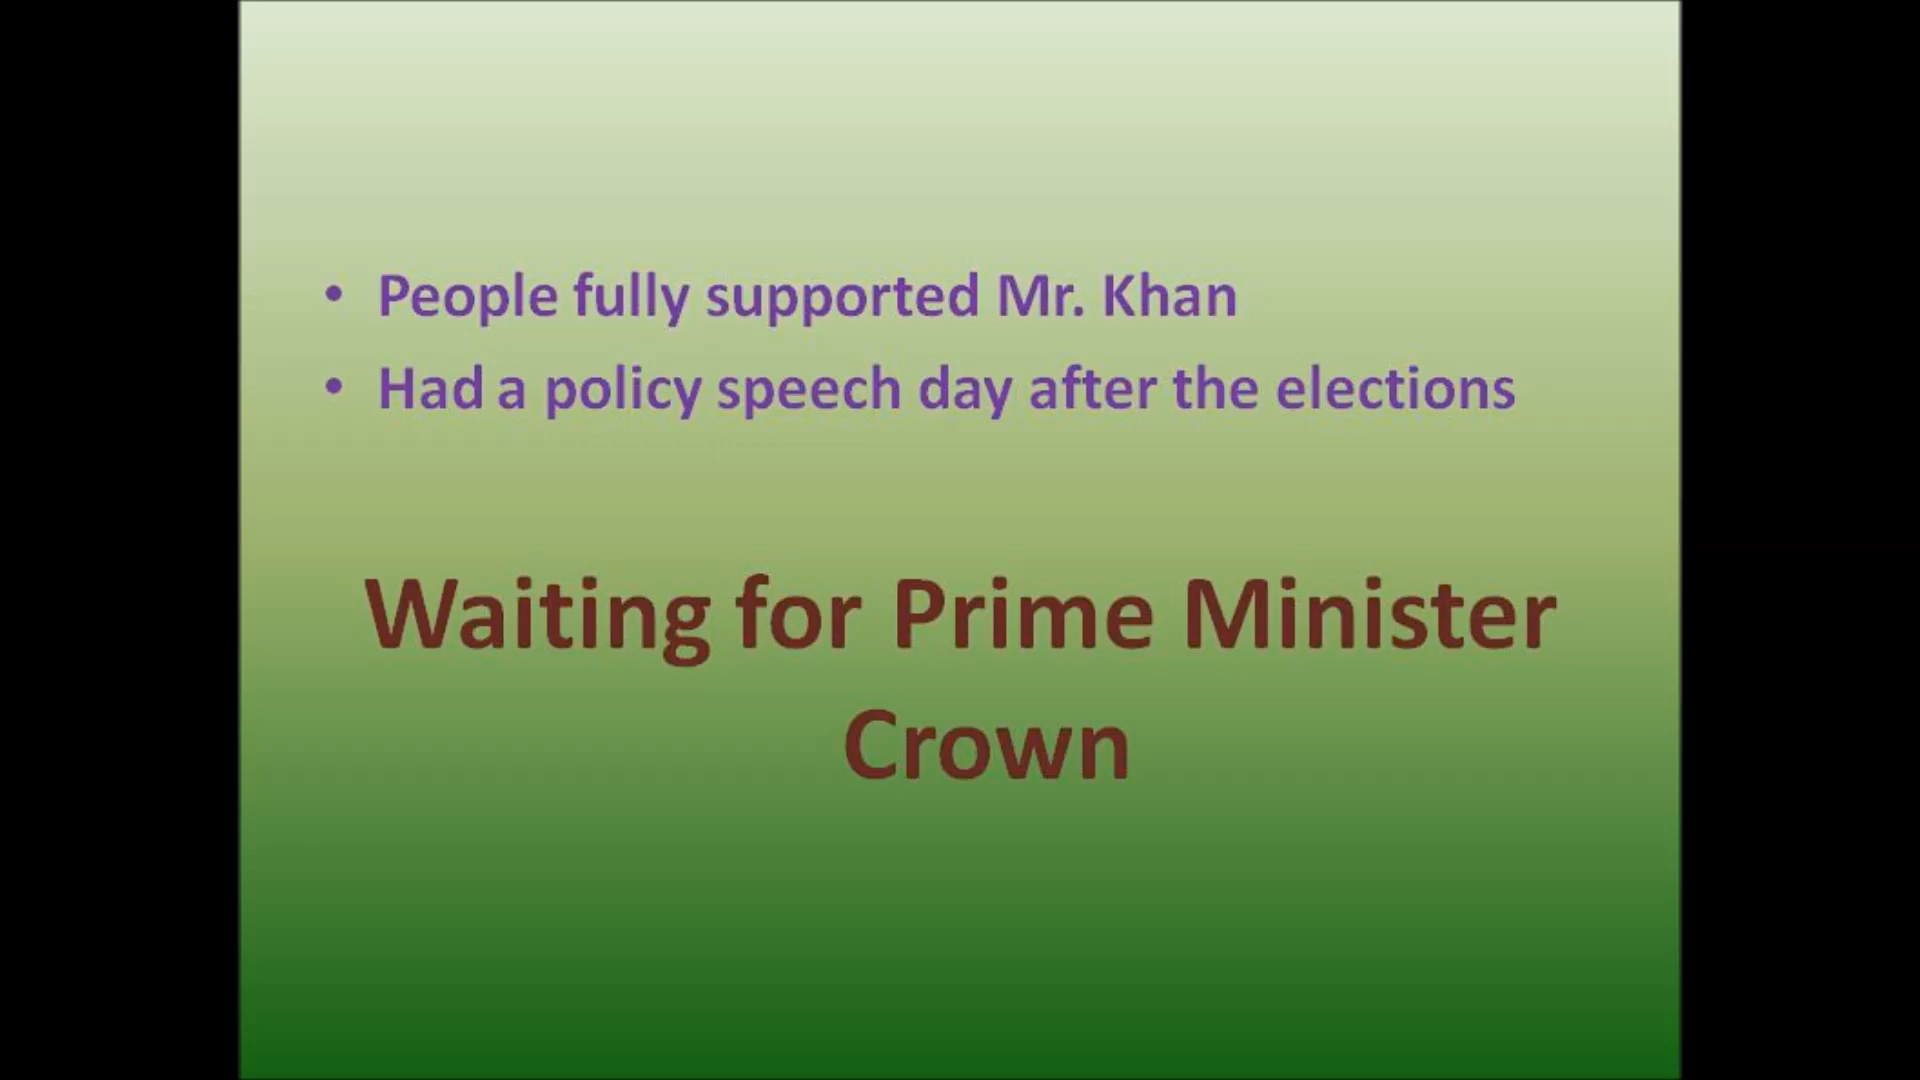 • People fully supported Mr. Khan
• Had a policy speech day after the elections
Waiting for Prime Minister
Crown